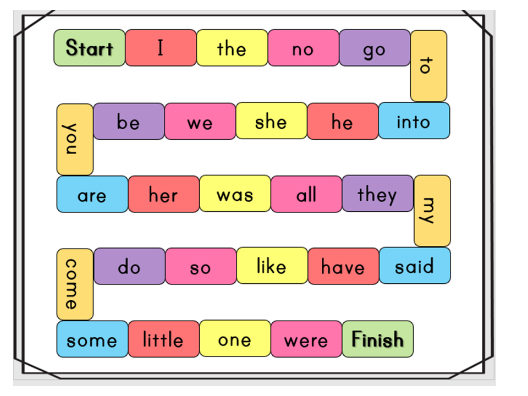 Start I the no go
to
you be we she he into
are her was all they
my
come do so like have said
some little one were Finish